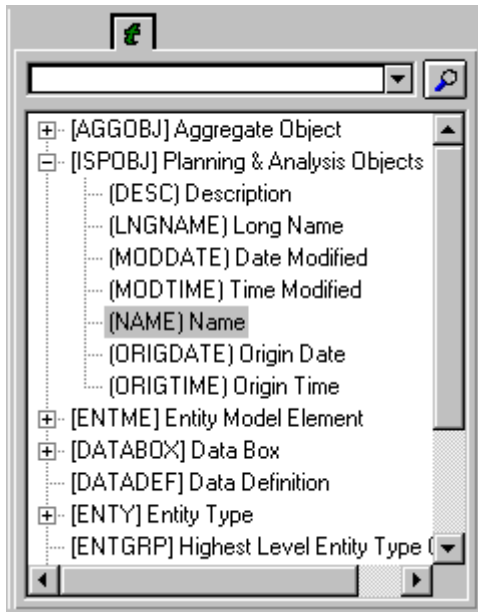 t
[AGGOBJ] Aggregate Object
[ISPOBJ] Planning & Analysis Objects
(DESC) Description
(LNGNAME) Long Name
(MODDATE) Date Modified
(MODTIME) Time Modified
(NAME) Name
(ORIGDATE) Origin Date
(ORIGTIME) Origin Time
[ENTME] Entity Model Element
[DATABOX] Data Box
[DATADEF] Data Definition
[ENTY] Entity Type
[ENTGRP] Highest Level Entity Type